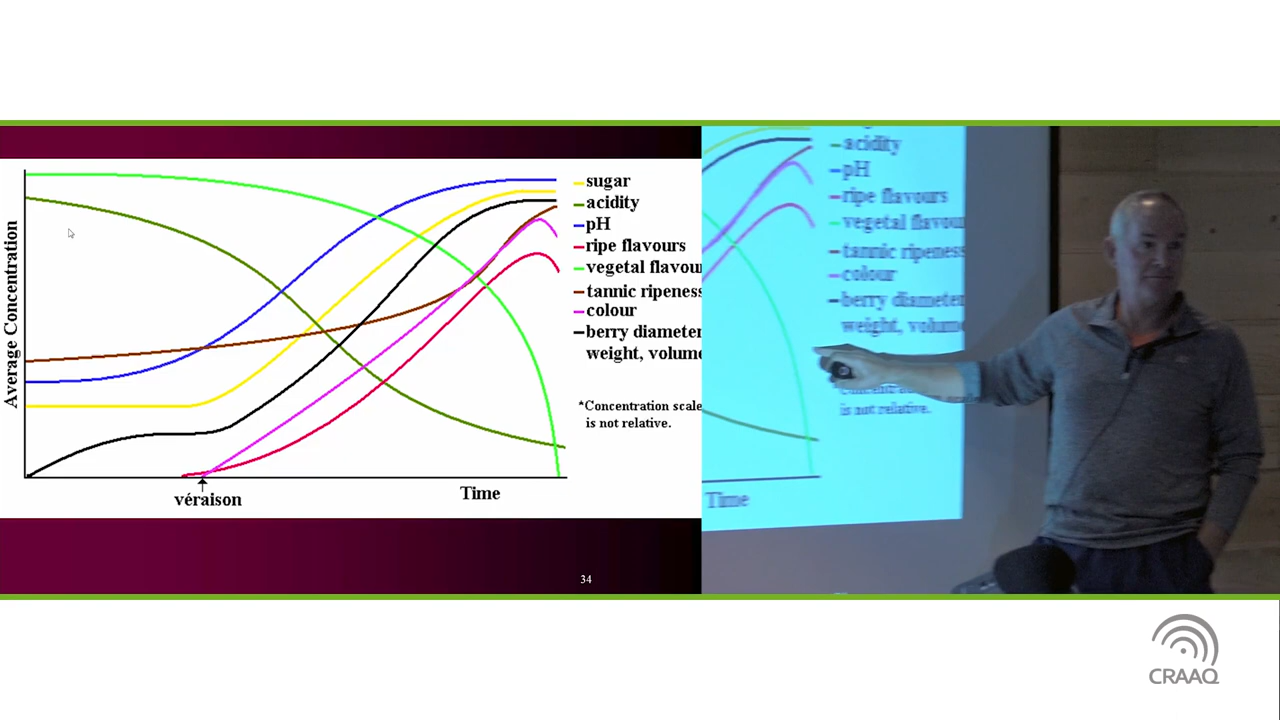 sugar
acidity
pH
ripe flavours
vegetal flavou
tannic ripeness
colour
berry diameter
weight, volume
*Concentration scale
is not relative.
Average Concentration
véraison
Time
34
acidity
pH
ripe flavours
vegetal flavou
tannic ripeness
colour
berry diameter
weight, volume
is not relative.
Time
CRAAQ